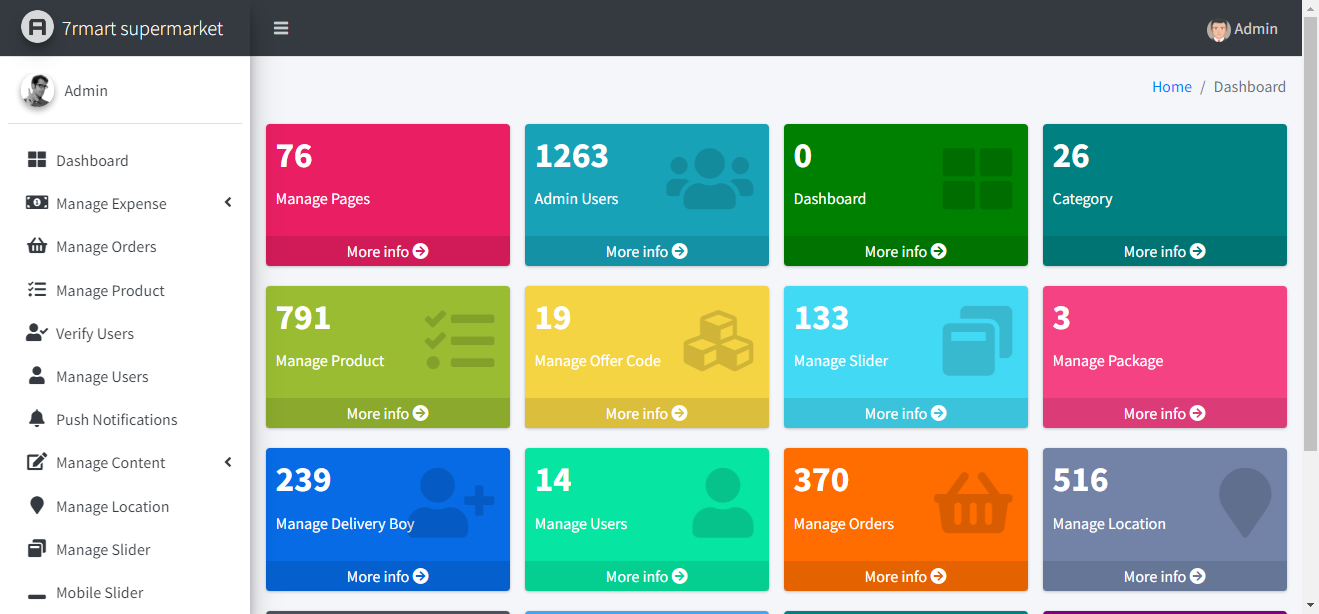 7rmart supermarket
Admin
Admin
Home / Dashboard
Dashboard
Manage Expense
Manage Orders
Manage Product
Verify Users
Manage Users
Push Notifications
Manage Content
Manage Location
Manage Slider
Mobile Slider
76
Manage Pages
More info
1263
Admin Users
More info
0
Dashboard
More info
26
Category
More info
791
Manage Product
More info
19
Manage Offer Code
More info
133
Manage Slider
More info
3
Manage Package
More info
239
Manage Delivery Boy
More info
14
Manage Users
More info
370
Manage Orders
More info
516
Manage Location
More info